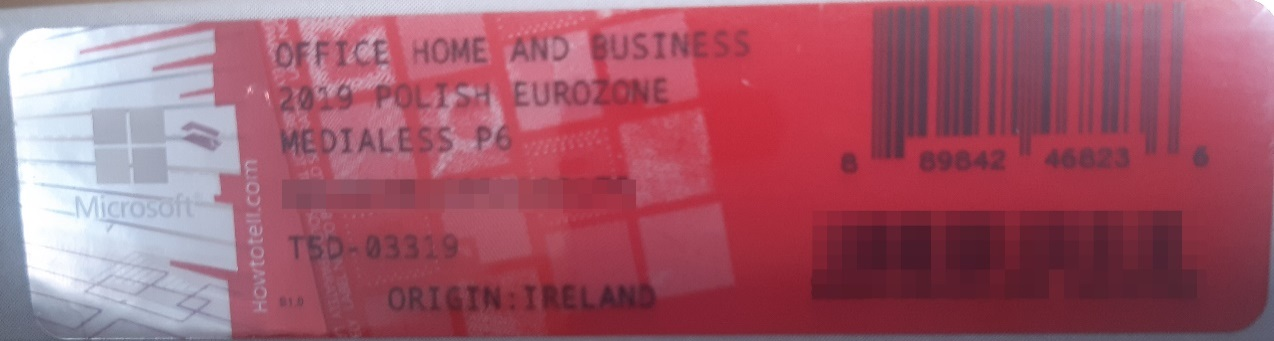 Microsoft
Howtotell.com
OFFICE HOME AND BUSINESS
2019 POLISH EUROZONE
MEDIALESS P6
T5D-03319
ORIGIN:IRELAND
8 89842 46823 6